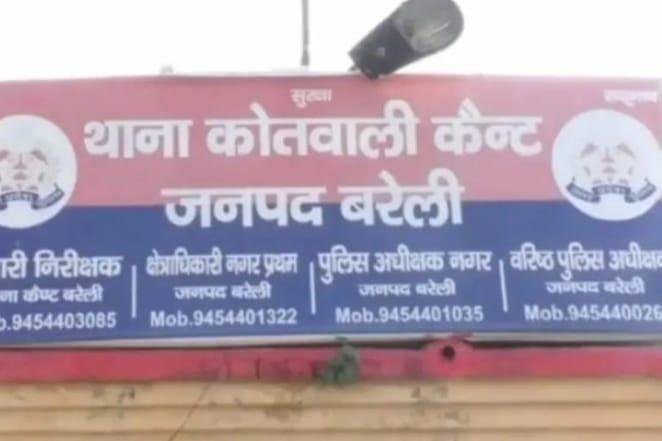 सुरक्षा
थाना कोतवाली कैन्ट
जनपद बरेली
ारी निरीक्षक
ना कैण्ट बरेली
b.9454403085
क्षेत्राधिकारी नगर प्रथम
जनपद बरेली
Mob.9454401322
पुलिस अधीक्षक नगर
जनपद बरेली
Mob.9454401035
वरिष्ठ पुलिस अधीक्ष
जनपद बरेली
Mob.945440026